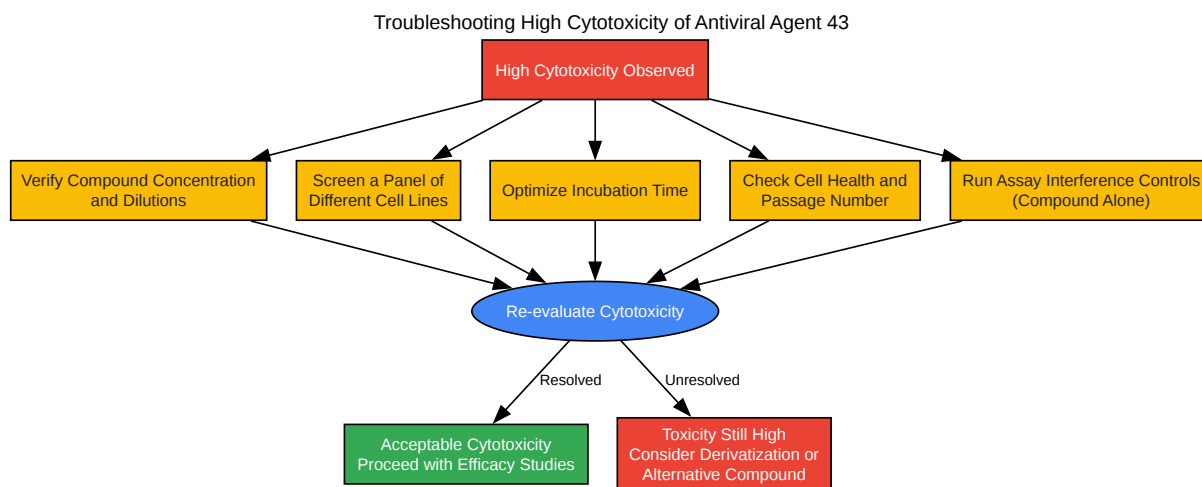 Troubleshooting High Cytotoxicity of Antiviral Agent 43
High Cytotoxicity Observed
Verify Compound Concentration
and Dilutions
Screen a Panel of
Different Cell Lines
Optimize Incubation Time
Check Cell Health and
Passage Number
Run Assay Interference Controls
(Compound Alone)
Re-evaluate Cytotoxicity
Resolved
Unresolved
Acceptable Cytotoxicity
Proceed with Efficacy Studies
Toxicity Still High
Consider Derivatization or
Alternative Compound